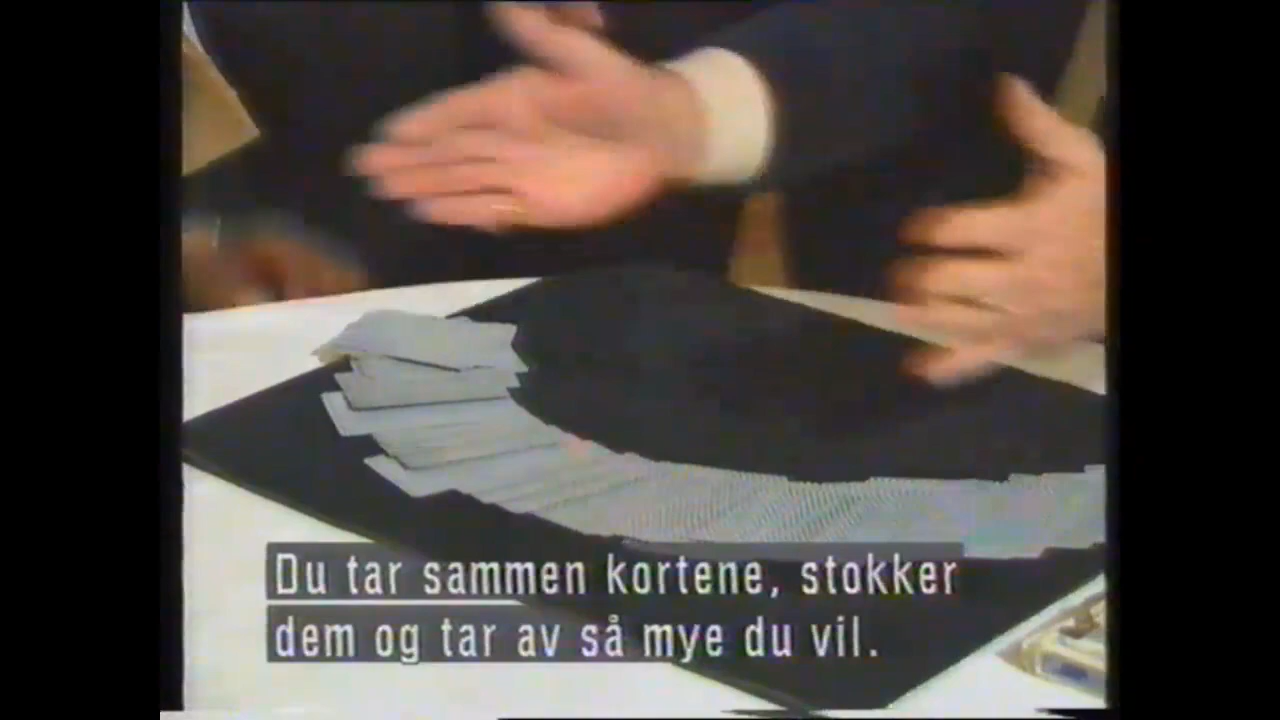 Du tar sammen kortene, stokker
dem og tar av så mye du vil.